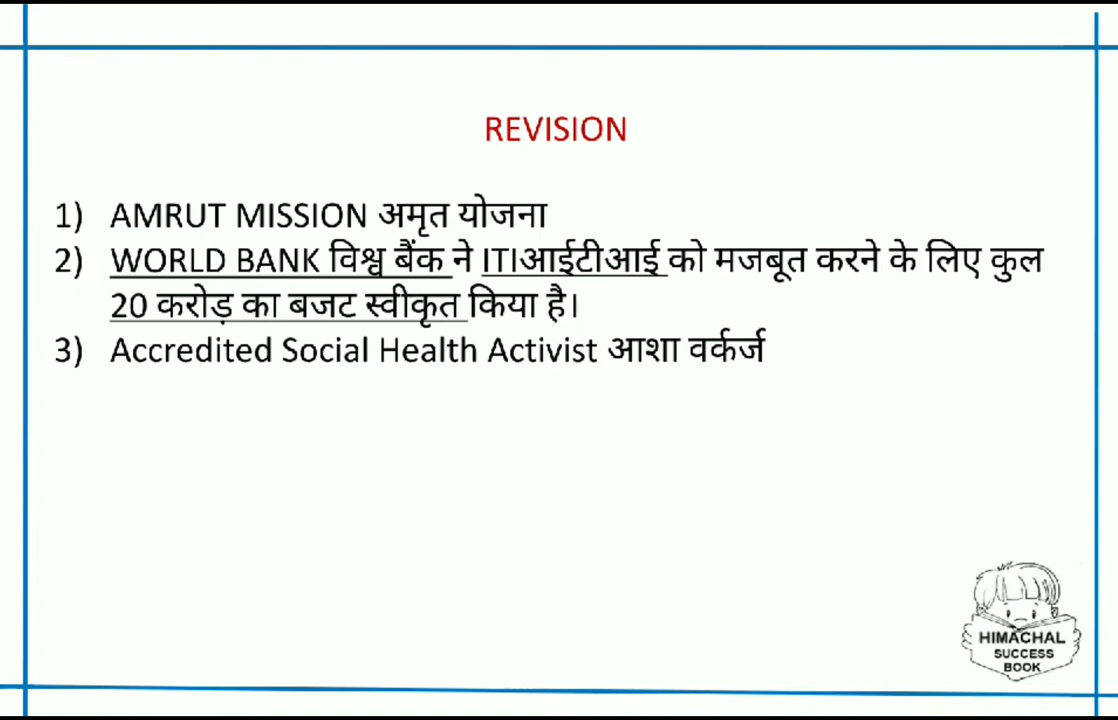 REVISION
1) AMRUT MISSION अमृत योजना
2) WORLD BANK विश्व बैंक ने ITIआईटीआई को मजबूत करने के लिए कुल
20 करोड़ का बजट स्वीकृत किया है।
3) Accredited Social Health Activist आशा वर्कर्ज
HIMACHAL
SUCCESS
BOOK